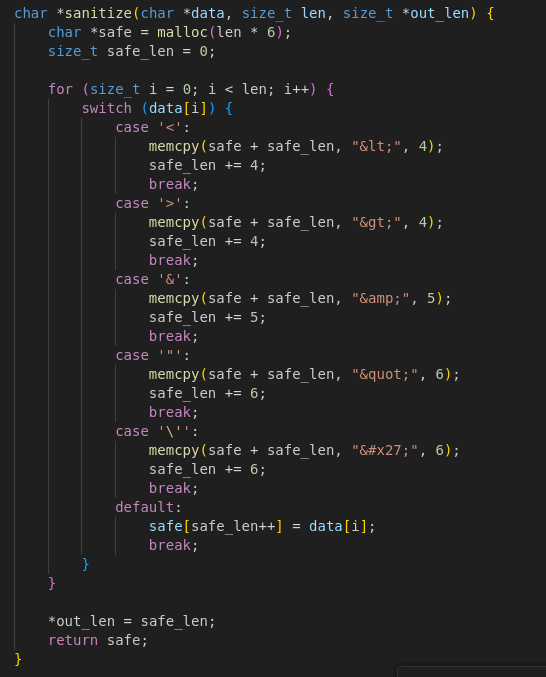 char *sanitize(char *data, size_t len, size_t *out_len) {
    char *safe = malloc(len * 6);
    size_t safe_len = 0;

    for (size_t i = 0; i < len; i++) {
        switch (data[i]) {
            case '<':
                memcpy(safe + safe_len, "&lt;", 4);
                safe_len += 4;
                break;
            case '>':
                memcpy(safe + safe_len, "&gt;", 4);
                safe_len += 4;
                break;
            case '&':
                memcpy(safe + safe_len, "&amp;", 5);
                safe_len += 5;
                break;
            case '"':
                memcpy(safe + safe_len, "&quot;", 6);
                safe_len += 6;
                break;
            case '\'':
                memcpy(safe + safe_len, "&#x27;", 6);
                safe_len += 6;
                break;
            default:
                safe[safe_len++] = data[i];
                break;
        }
    }

    *out_len = safe_len;
    return safe;
}